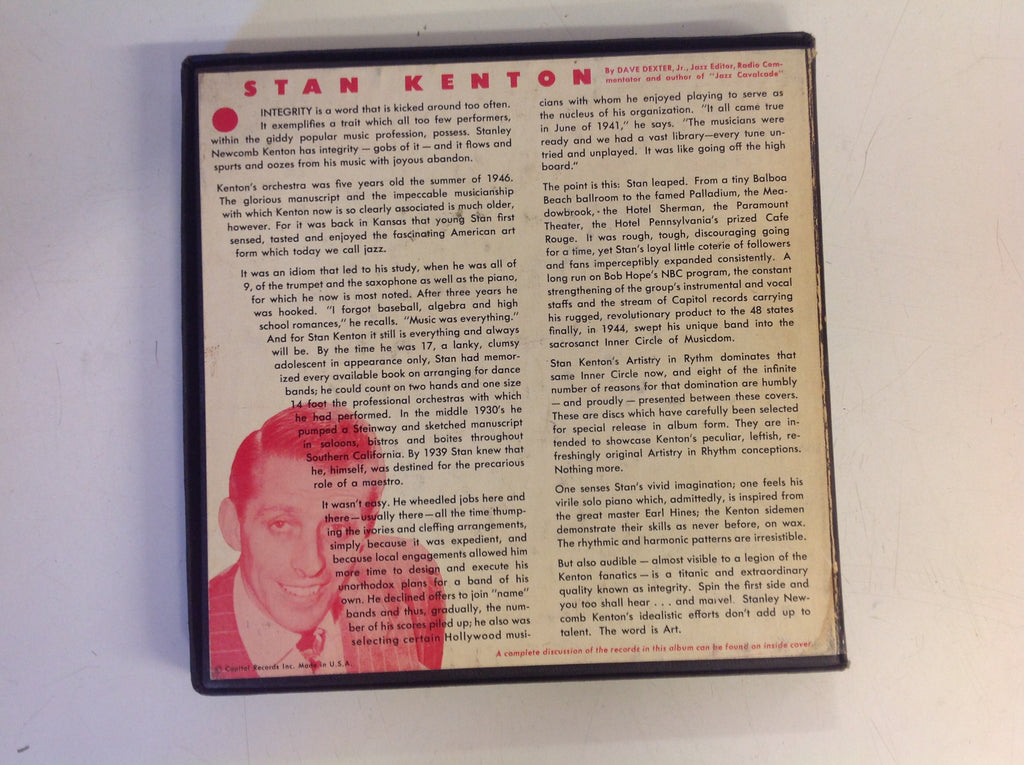 STAN KENTON
By DAVE DEXTER, Jr., Jazz Editor, Radio Com-
mentator and author of "Jazz Cavalcade"
INTEGRITY is a word that is kicked around too often.
It exemplifies a trait which all too few performers,
within the giddy popular music profession, possess. Stanley
Newcomb Kenton has integrity — gobs of it — and it flows and
spurts and oozes from his music with joyous abandon.
Kenton's orchestra was five years old the summer of 1946.
The glorious manuscript and the impeccable musicianship
with which Kenton now is so clearly associated is much older,
however. For it was back in Kansas that young Stan first
sensed, tasted and enjoyed the fascinating American art
form which today we call jazz.
It was an idiom that led to his study, when he was all of
9, of the trumpet and the saxophone as well as the piano,
for which he now is most noted. After three years he
was hooked. "I forgot baseball, algebra and high
school romances," he recalls. "Music was everything."
And for Stan Kenton it still is everything and always
will be. By the time he was 17, a lanky, clumsy
adolescent in appearance only, Stan had memor-
ized every available book on arranging for dance
bands; he could count on two hands and one size
14 foot the professional orchestras with which
he had performed. In the middle 1930's he
pumped a Steinway and sketched manuscript
in saloons, bistros and boites throughout
Southern California. By 1939 Stan knew that
he, himself, was destined for the precarious
role of a maestro.
It wasn't easy. He wheedled jobs here and
there—usually there—all the time thump-
ing the ivories and cleffing arrangements,
simply because it was expedient, and
because local engagements allowed him
more time to design and execute his
unorthodox plans for a band of his
own. He declined offers to join "name"
bands and thus, gradually, the num-
ber of his scores piled up; he also was
selecting certain Hollywood musi-
cians with whom he enjoyed playing to serve as
the nucleus of his organization. "It all came true
in June of 1941," he says. "The musicians were
ready and we had a vast library—every tune un-
tried and unplayed. It was like going off the high
board."
The point is this: Stan leaped. From a tiny Balboa
Beach ballroom to the famed Palladium, the Mea-
dowbrook, the Hotel Sherman, the Paramount
Theater, the Hotel Pennsylvania's prized Cafe
Rouge. It was rough, tough, discouraging going
for a time, yet Stan's loyal little coterie of followers
and fans imperceptibly expanded consistently. A
long run on Bob Hope's NBC program, the constant
strengthening of the group's instrumental and vocal
staffs and the stream of Capitol records carrying
his rugged, revolutionary product to the 48 states
finally, in 1944, swept his unique band into the
sacrosanct Inner Circle of Musicdom.
Stan Kenton's Artistry in Rythm dominates that
same Inner Circle now, and eight of the infinite
number of reasons for that domination are humbly
— and proudly — presented between these covers.
These are discs which have carefully been selected
for special release in album form. They are in-
tended to showcase Kenton's peculiar, leftish, re-
freshingly original Artistry in Rhythm conceptions.
Nothing more.
One senses Stan's vivid imagination; one feels his
virile solo piano which, admittedly, is inspired from
the great master Earl Hines; the Kenton sidemen
demonstrate their skills as never before, on wax.
The rhythmic and harmonic patterns are irresistible.
But also audible — almost visible to a legion of the
Kenton fanatics — is a titanic and extraordinary
quality known as integrity. Spin the first side and
you too shall hear . . . and marvel. Stanley New-
comb Kenton's idealistic efforts don't add up to
talent. The word is Art.
A complete discussion of the records in this album can be found on inside cover.
© Capitol Records Inc. Made in U.S.A.